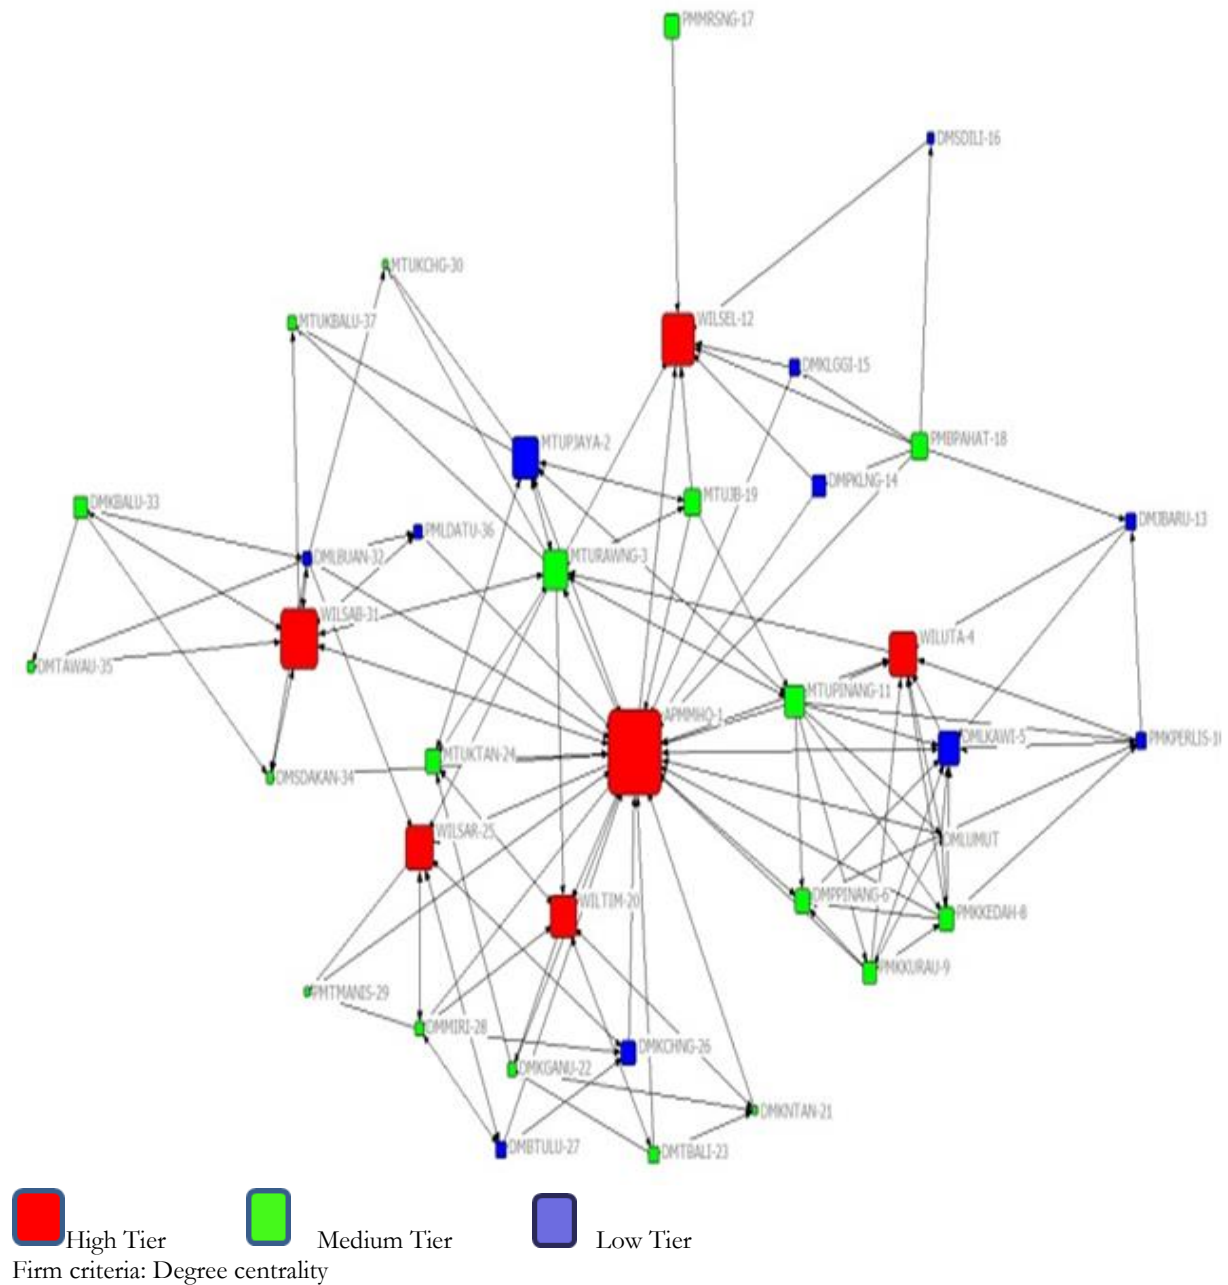 PMMRSNG-17
DMSDILI-16
MTUKCHG-30
MTUKBALU-37
WILSEL-12
DMKLGGI-15
MTUPJAYA-2
PMBPAHAT-18
DMPKLNG-14
MTUJB-19
DMKBALU-33
DMJBARU-13
PMLDATU-36
DMLBUAN-32
MTURAWNG-3
WILSAB-31
WILUTA-4
DMTAWAU-35
MTUPINANG-11
APMMHQ-1
DMLKAWI-5
PMKPERLIS-10
MTUKTAN-24
DMSDAKAN-34
WILSAR-25
DMLUMUT
DMPPINANG-6
WILTIM-20
PMKKEDAH-8
PMKKURAU-9
PMTMANIS-29
DMMIRI-28
DMKCHNG-26
DMKGANU-22
DMKNTAN-21
DMBTULU-27
DMTBALI-23
High Tier Medium Tier Low Tier
Firm criteria: Degree centrality